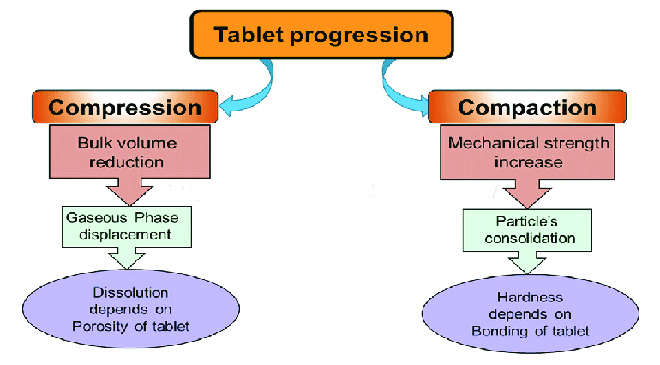 Tablet progression
Compression
Bulk volume
reduction
Gaseous Phase
displacement
Dissolution
depends on
Porosity of tablet
Compaction
Mechanical strength
increase
Particle's
consolidation
Hardness
depends on
Bonding of tablet